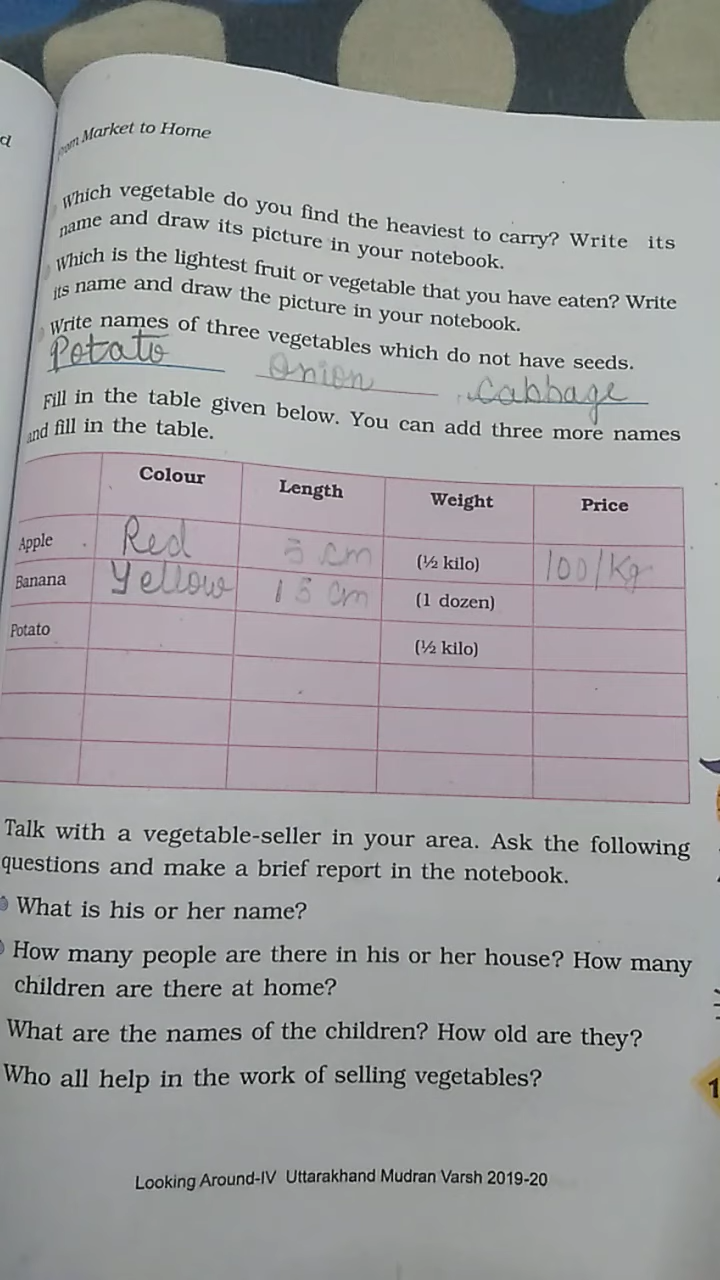 d
From Market to Home
Which vegetable do you find the heaviest to carry? Write its
name and draw its picture in your notebook.
Which is the lightest fruit or vegetable that you have eaten? Write
its name and draw the picture in your notebook.
Write names of three vegetables which do not have seeds.
Potato Onion Cabbage
Fill in the table given below. You can add three more names
and fill in the table.
Colour Length Weight Price
Apple Red 5 cm (½ kilo) 100/Kg
Banana Yellow 15 cm (1 dozen)
Potato (½ kilo)
Talk with a vegetable-seller in your area. Ask the following
questions and make a brief report in the notebook.
What is his or her name?
How many people are there in his or her house? How many
children are there at home?
What are the names of the children? How old are they?
Who all help in the work of selling vegetables?
1
Looking Around-IV Uttarakhand Mudran Varsh 2019-20